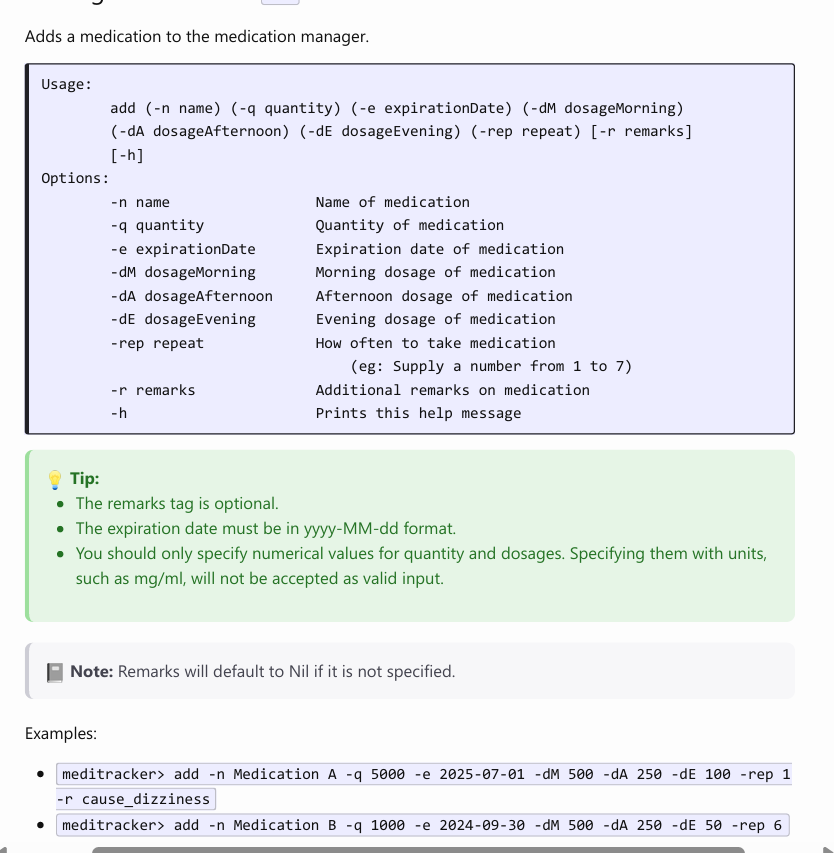 Adds a medication to the medication manager.
Usage:
add (-n name) (-q quantity) (-e expirationDate) (-dM dosageMorning)
(-dA dosageAfternoon) (-dE dosageEvening) (-rep repeat) [-r remarks]
[-h]
Options:
-n name Name of medication
-q quantity Quantity of medication
-e expirationDate Expiration date of medication
-dM dosageMorning Morning dosage of medication
-dA dosageAfternoon Afternoon dosage of medication
-dE dosageEvening Evening dosage of medication
-rep repeat How often to take medication
(eg: Supply a number from 1 to 7)
-r remarks Additional remarks on medication
-h Prints this help message
Tip:
The remarks tag is optional.
The expiration date must be in yyyy-MM-dd format.
You should only specify numerical values for quantity and dosages. Specifying them with units,
such as mg/ml, will not be accepted as valid input.
Note: Remarks will default to Nil if it is not specified.
Examples:
meditracker> add -n Medication A -q 5000 -e 2025-07-01 -dM 500 -dA 250 -dE 100 -rep 1
-r cause_dizziness
meditracker> add -n Medication B -q 1000 -e 2024-09-30 -dM 500 -dA 250 -dE 50 -rep 6